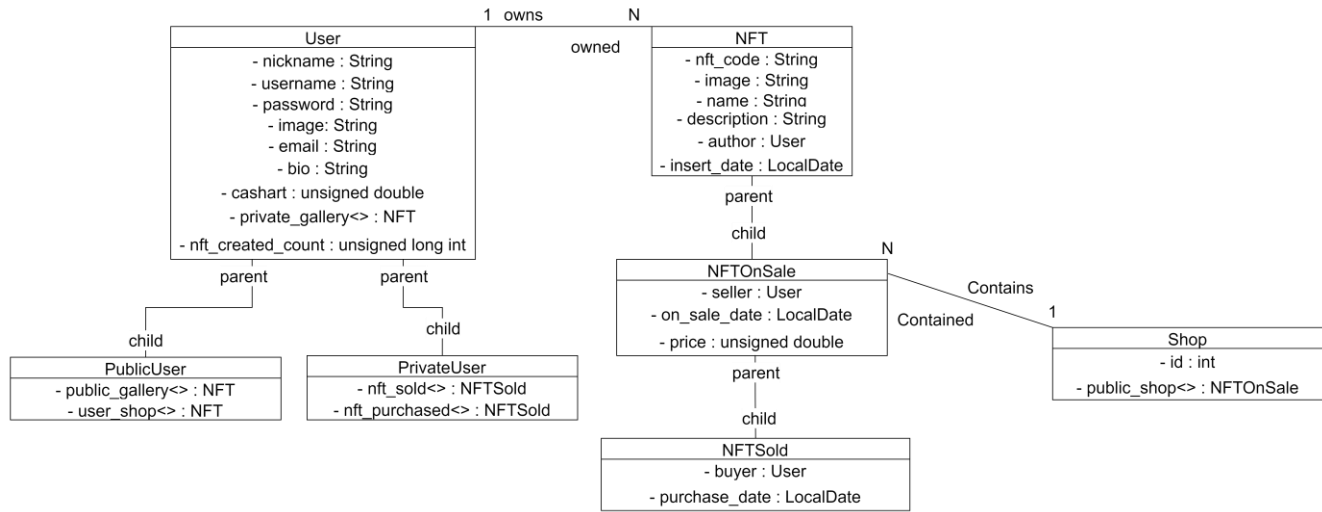 1 owns N
owned
User
- nickname : String
- username : String
- password : String
- image: String
- email : String
- bio : String
- cashart : unsigned double
- private_gallery<> : NFT
- nft_created_count : unsigned long int
NFT
- nft_code : String
- image : String
- name : String
- description : String
- author : User
- insert_date : LocalDate
parent
child
parent
child
PublicUser
- public_gallery<> : NFT
- user_shop<> : NFT
parent
child
PrivateUser
- nft_sold<> : NFTSold
- nft_purchased<> : NFTSold
NFTOnSale
- seller : User
- on_sale_date : LocalDate
- price : unsigned double
N
Contains
Contained
1
Shop
- id : int
- public_shop<> : NFTOnSale
parent
child
NFTSold
- buyer : User
- purchase_date : LocalDate